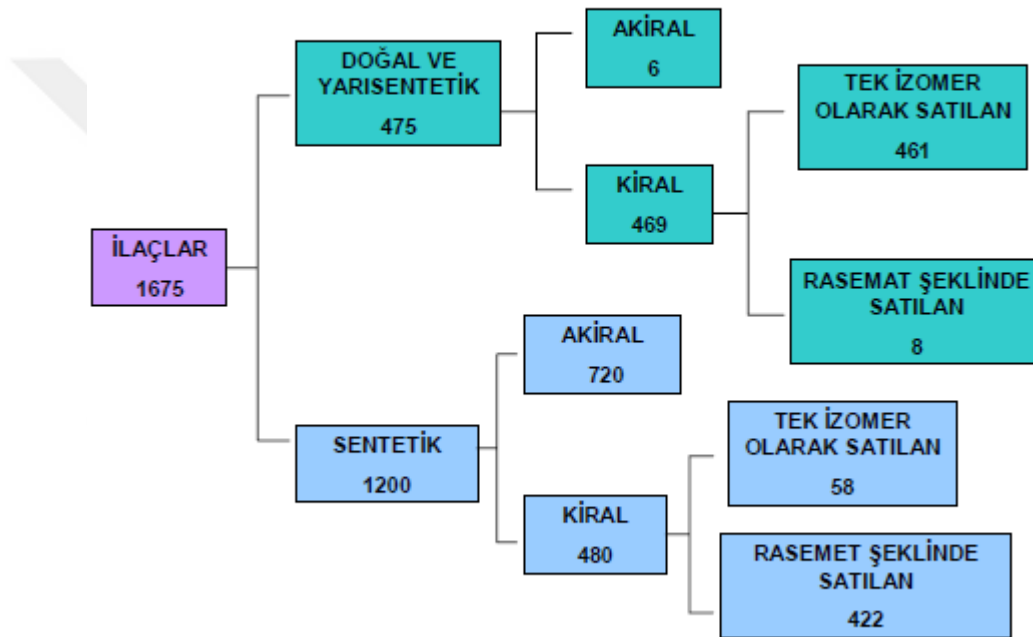 İLAÇLAR
1675
DOĞAL VE
YARISENTETİK
475
AKİRAL
6
KİRAL
469
TEK İZOMER
OLARAK SATILAN
461
RASEMAT ŞEKLİNDE
SATILAN
8
SENTETİK
1200
AKİRAL
720
KİRAL
480
TEK İZOMER
OLARAK SATILAN
58
RASEMET ŞEKLİNDE
SATILAN
422